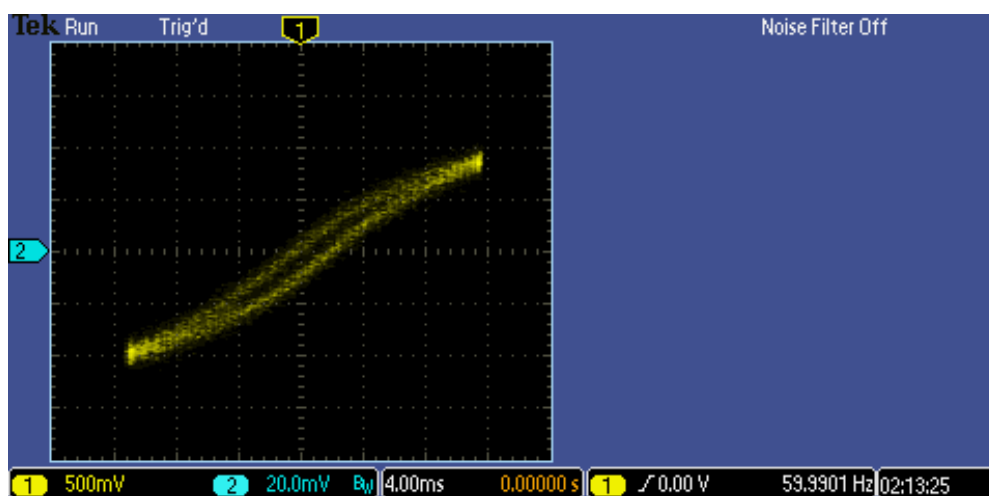 Tek Run Trig'd 1 Noise Filter Off
2
1 500mV 2 20.0mV BW 4.00ms 0.00000 s 1 0.00 V 59.9901 Hz 02:13:25